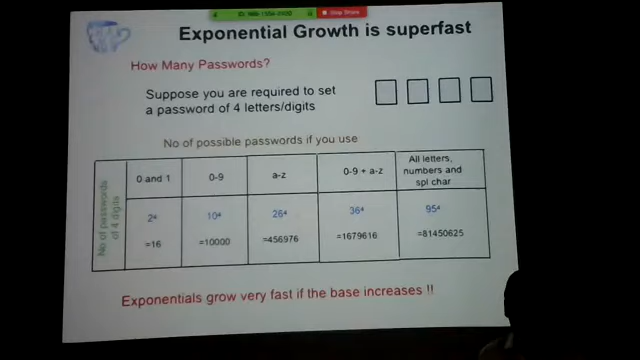 Stop Share
Exponential Growth is superfast
How Many Passwords?
Suppose you are required to set
a password of 4 letters/digits
No of possible passwords if you use
No of passwords
of 4 digits
0 and 1
0-9
a-z
0-9 + a-z
All letters,
numbers and
spl char
2⁴
10⁴
26⁴
36⁴
95⁴
=16
=10000
=456976
=1679616
=81450625
Exponentials grow very fast if the base increases !!